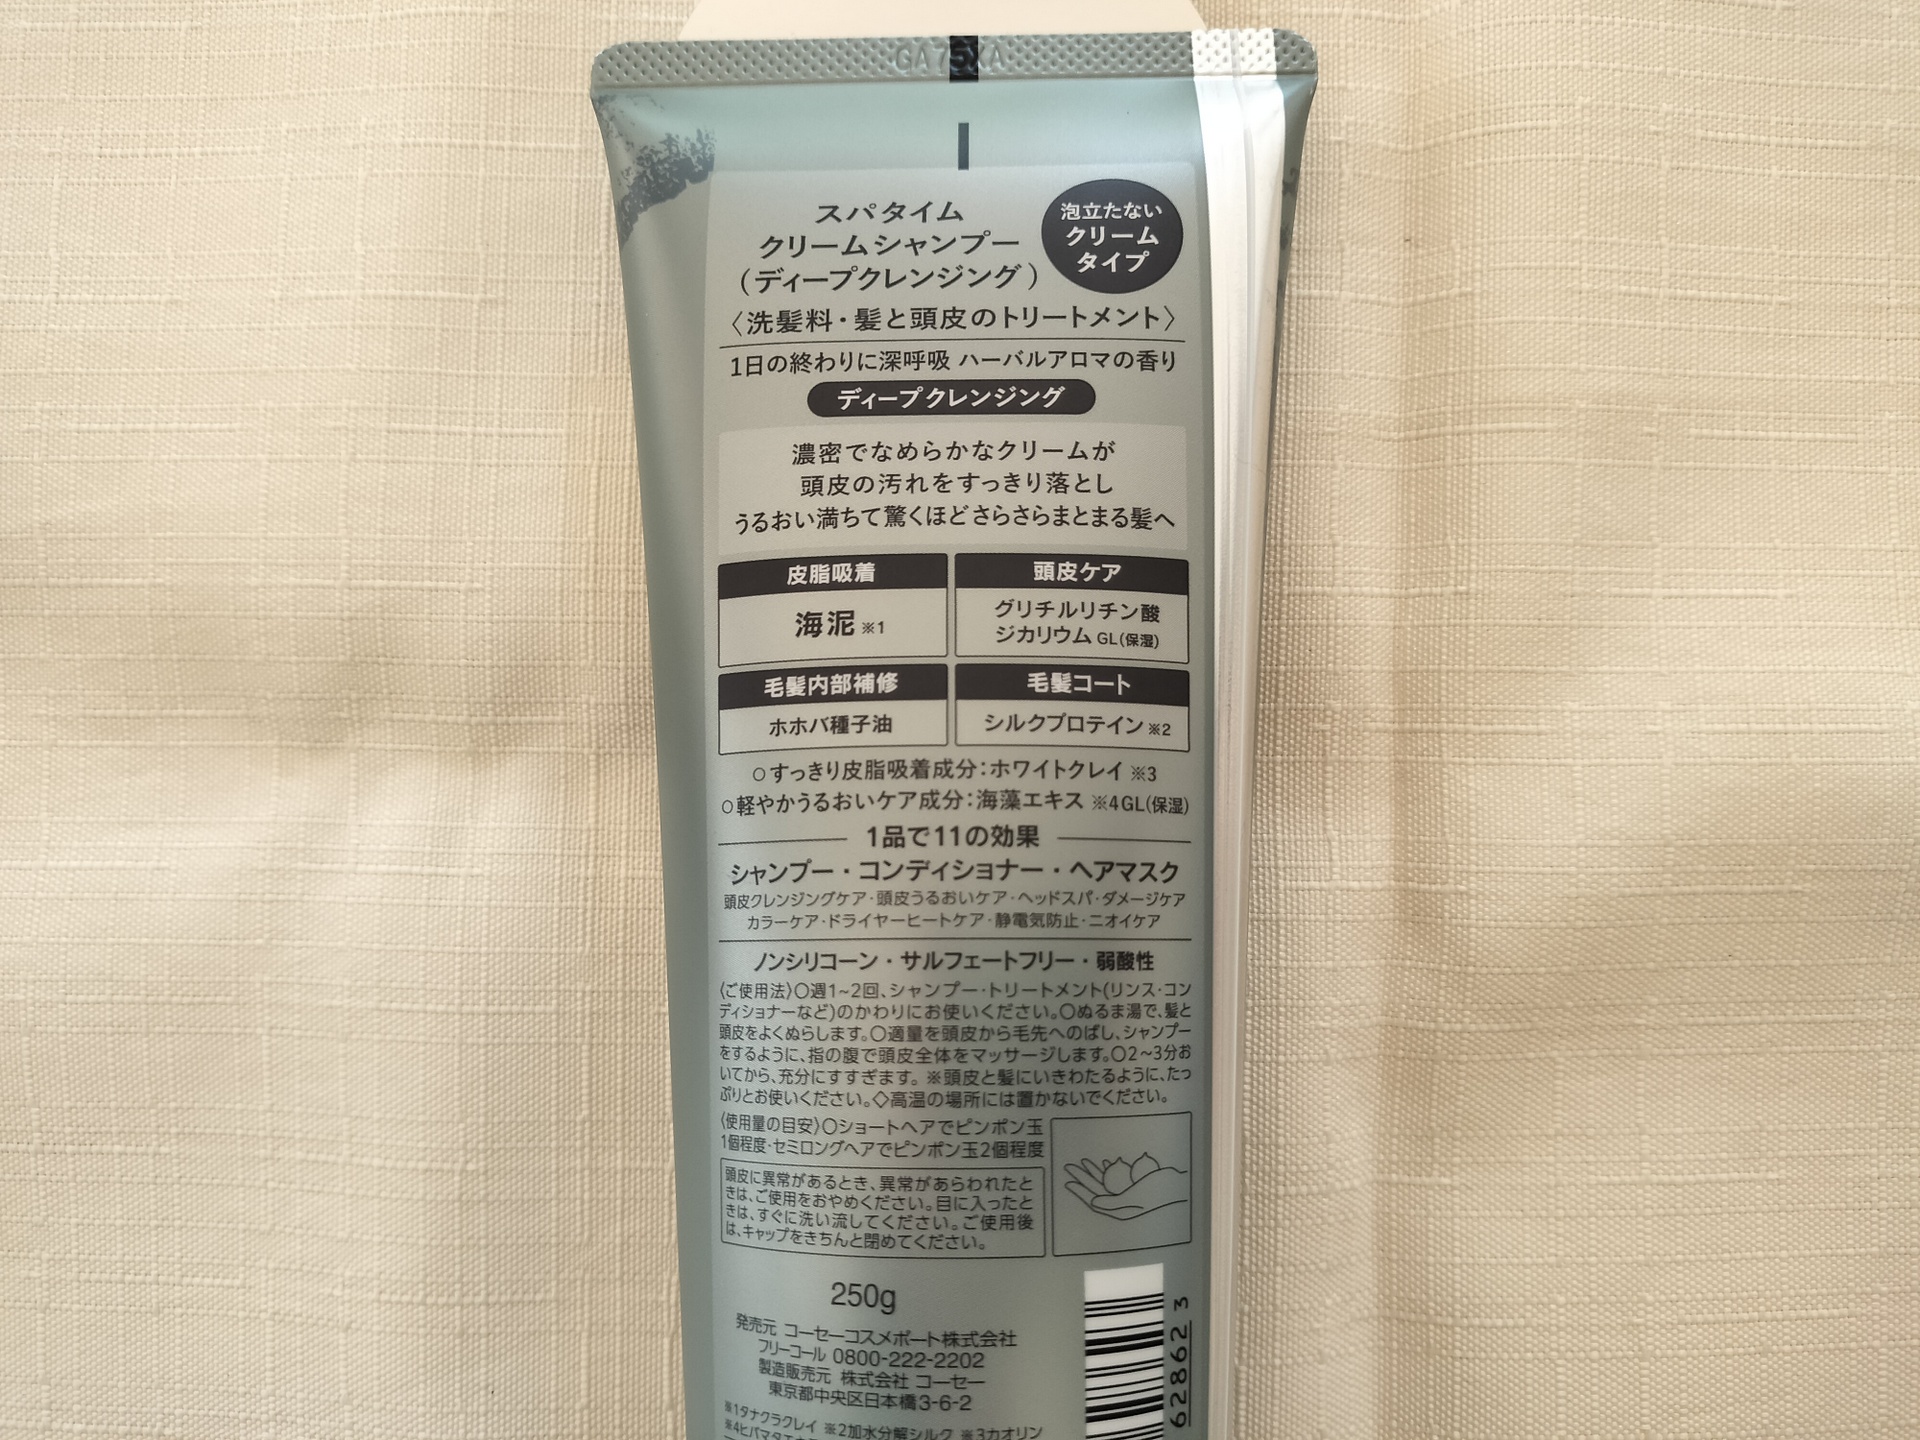 GA75XA
スパタイム
クリームシャンプー
(ディープクレンジング)
泡立たない
クリーム
タイプ
〈洗髪料・髪と頭皮のトリートメント〉
1日の終わりに深呼吸 ハーバルアロマの香り
ディープクレンジング
濃密でなめらかなクリームが
頭皮の汚れをすっきり落とし
うるおい満ちて驚くほどさらさらまとまる髪へ
皮脂吸着
海泥※1
頭皮ケア
グリチルリチン酸
ジカリウム GL(保湿)
毛髪内部補修
ホホバ種子油
毛髪コート
シルクプロテイン※2
○すっきり皮脂吸着成分:ホワイトクレイ ※3
○軽やかうるおいケア成分:海藻エキス ※4GL(保湿)
1品で11の効果
シャンプー・コンディショナー・ヘアマスク
頭皮クレンジングケア・頭皮うるおいケア・ヘッドスパ・ダメージケア
カラーケア・ドライヤーヒートケア・静電気防止・ニオイケア
ノンシリコーン・サルフェートフリー・弱酸性
〈ご使用法〉○週1~2回、シャンプー・トリートメント(リンス・コン
ディショナーなど)のかわりにお使いください。○ぬるま湯で、髪と
頭皮をよくぬらします。○適量を頭皮から毛先へのばし、シャンプー
をするように、指の腹で頭皮全体をマッサージします。○2~3分お
いてから、充分にすすぎます。※頭皮と髪にいきわたるように、たっ
ぷりとお使いください。◇高温の場所には置かないでください。
〈使用量の目安〉○ショートヘアでピンポン玉
1個程度・セミロングヘアでピンポン玉2個程度
頭皮に異常があるとき、異常があらわれたと
きは、ご使用をおやめください。目に入ったと
きは、すぐに洗い流してください。ご使用後
は、キャップをきちんと閉めてください。
250g
発売元 コーセーコスメポート株式会社
フリーコール 0800-222-2202
製造販売元 株式会社 コーセー
東京都中央区日本橋3-6-2
62862 3
※1タナクラクレイ ※2加水分解シルク ※3カオリン